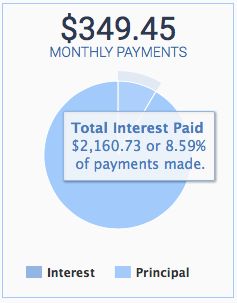 $349.45
MONTHLY PAYMENTS
Total Interest Paid
$2,160.73 or 8.59%
of payments made.
Interest Principal